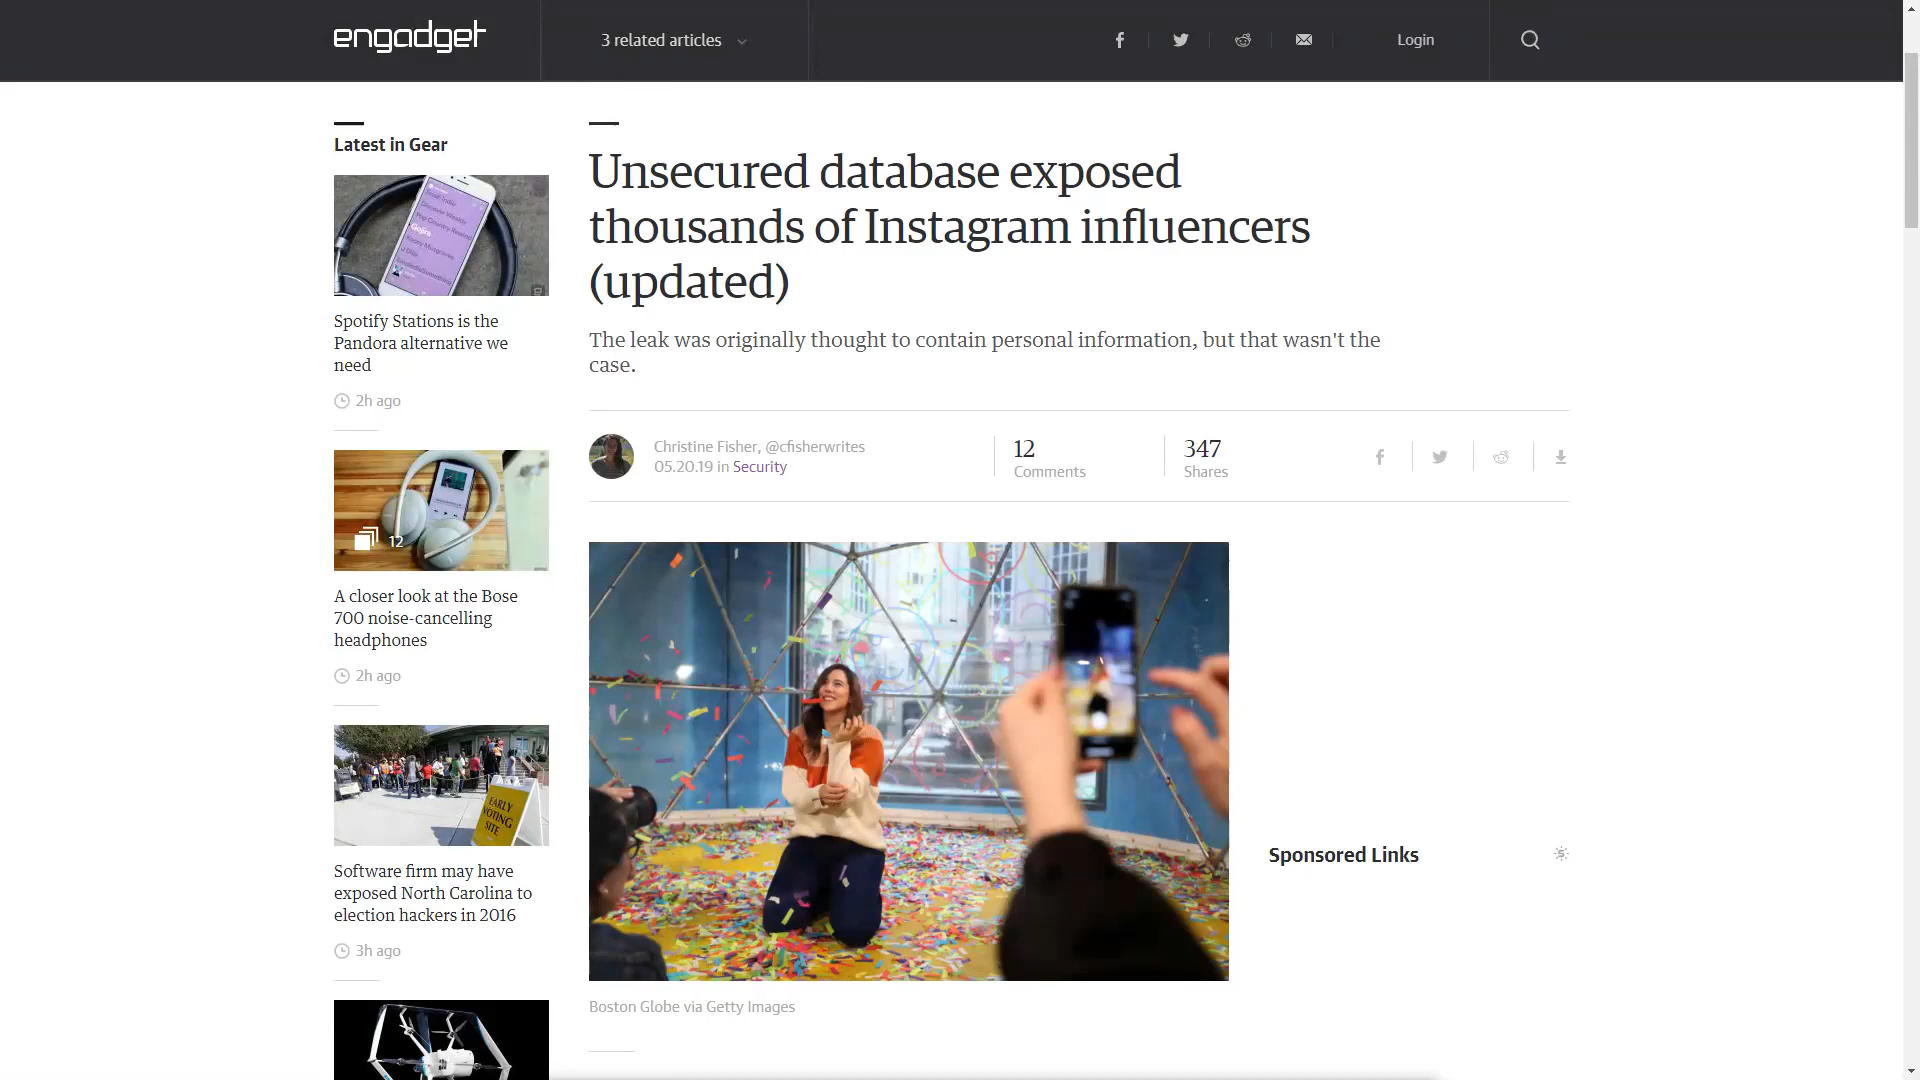 engadget
3 related articles
Login
Latest in Gear
Spotify Stations is the
Pandora alternative we
need
2h ago
12
A closer look at the Bose
700 noise-cancelling
headphones
2h ago
EARLY
VOTING
SITE
Software firm may have
exposed North Carolina to
election hackers in 2016
3h ago
Unsecured database exposed
thousands of Instagram influencers
(updated)
The leak was originally thought to contain personal information, but that wasn't the
case.
Christine Fisher, @cfisherwrites
05.20.19 in Security
12
Comments
347
Shares
Boston Globe via Getty Images
Sponsored Links